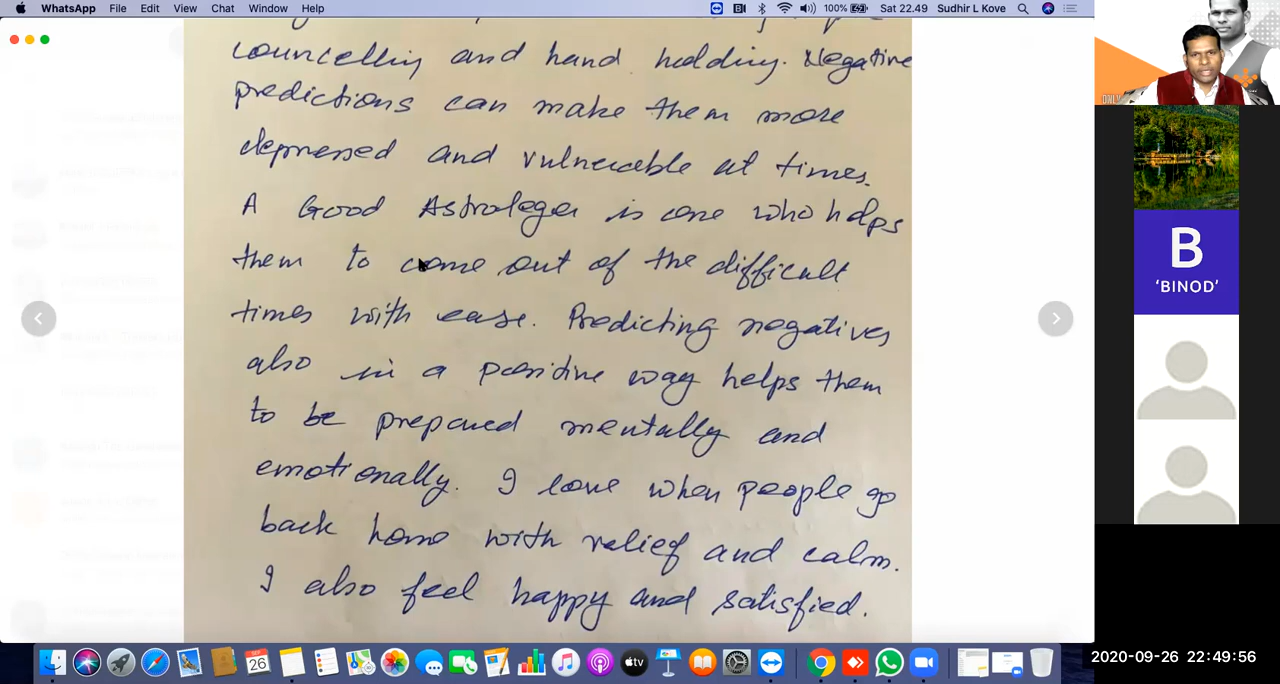 WhatsApp File Edit View Chat Window Help 100% Sat 22.49 Sudhir L Kove
councelling and hand holding. Negative
predictions can make them more
depressed and vulnerable at times.
A Good Astrologer is one who helps
them to come out of the difficult
times with ease. Predicting negatives
also in a positive way helps them
to be prepared mentally and
emotionally. I love when people go
back home with relief and calm.
I also feel happy and satisfied.
B
'BINOD'
SEP
26
tv
2020-09-26 22:49:56